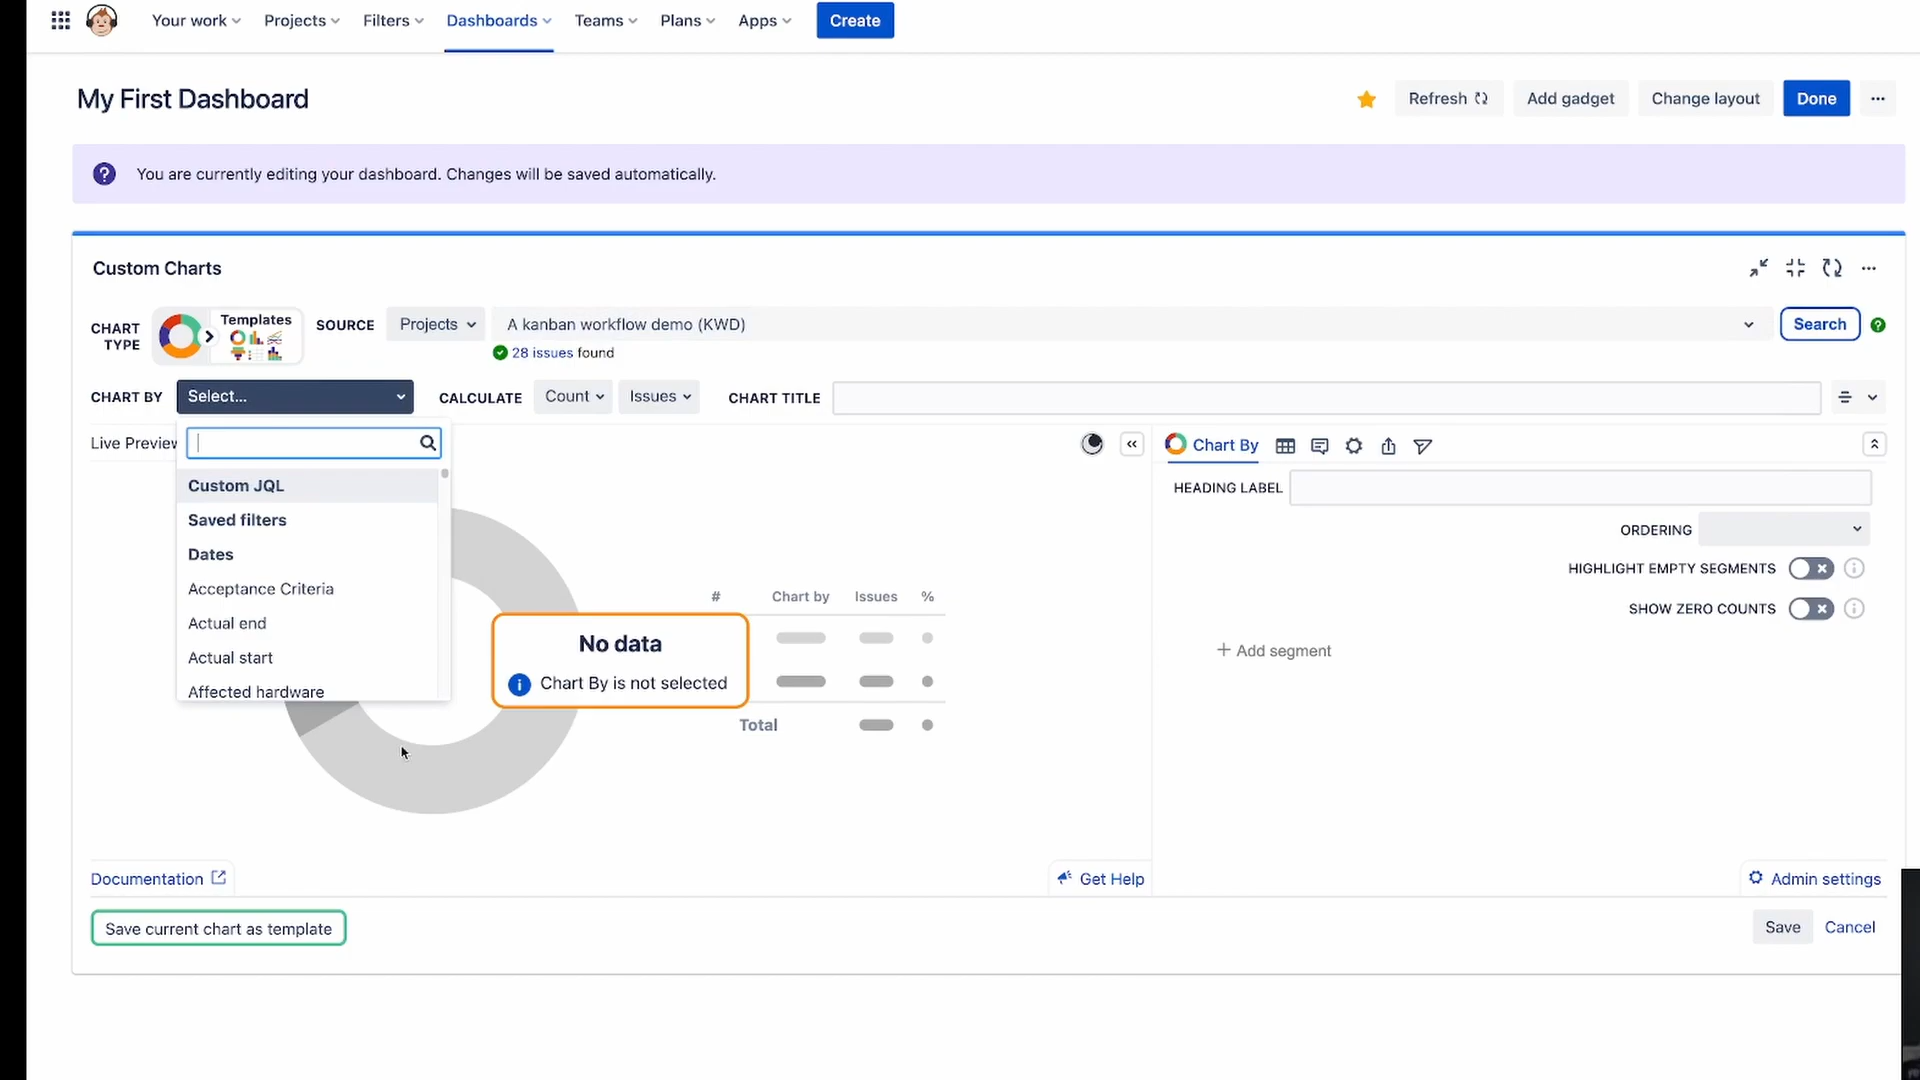 Your work Projects Filters Dashboards Teams Plans Apps Create
My First Dashboard
Refresh Add gadget Change layout Done
You are currently editing your dashboard. Changes will be saved automatically.
Custom Charts
CHART TYPE
Templates
SOURCE Projects A kanban workflow demo (KWD) Search
28 issues found
CHART BY Select... CALCULATE Count Issues CHART TITLE
Live Preview
Custom JQL
Saved filters
Dates
Acceptance Criteria
Actual end
Actual start
Affected hardware
# Chart by Issues %
No data
Chart By is not selected
Total
Chart By
HEADING LABEL
ORDERING
HIGHLIGHT EMPTY SEGMENTS
SHOW ZERO COUNTS
+ Add segment
Documentation Get Help Admin settings
Save current chart as template Save Cancel